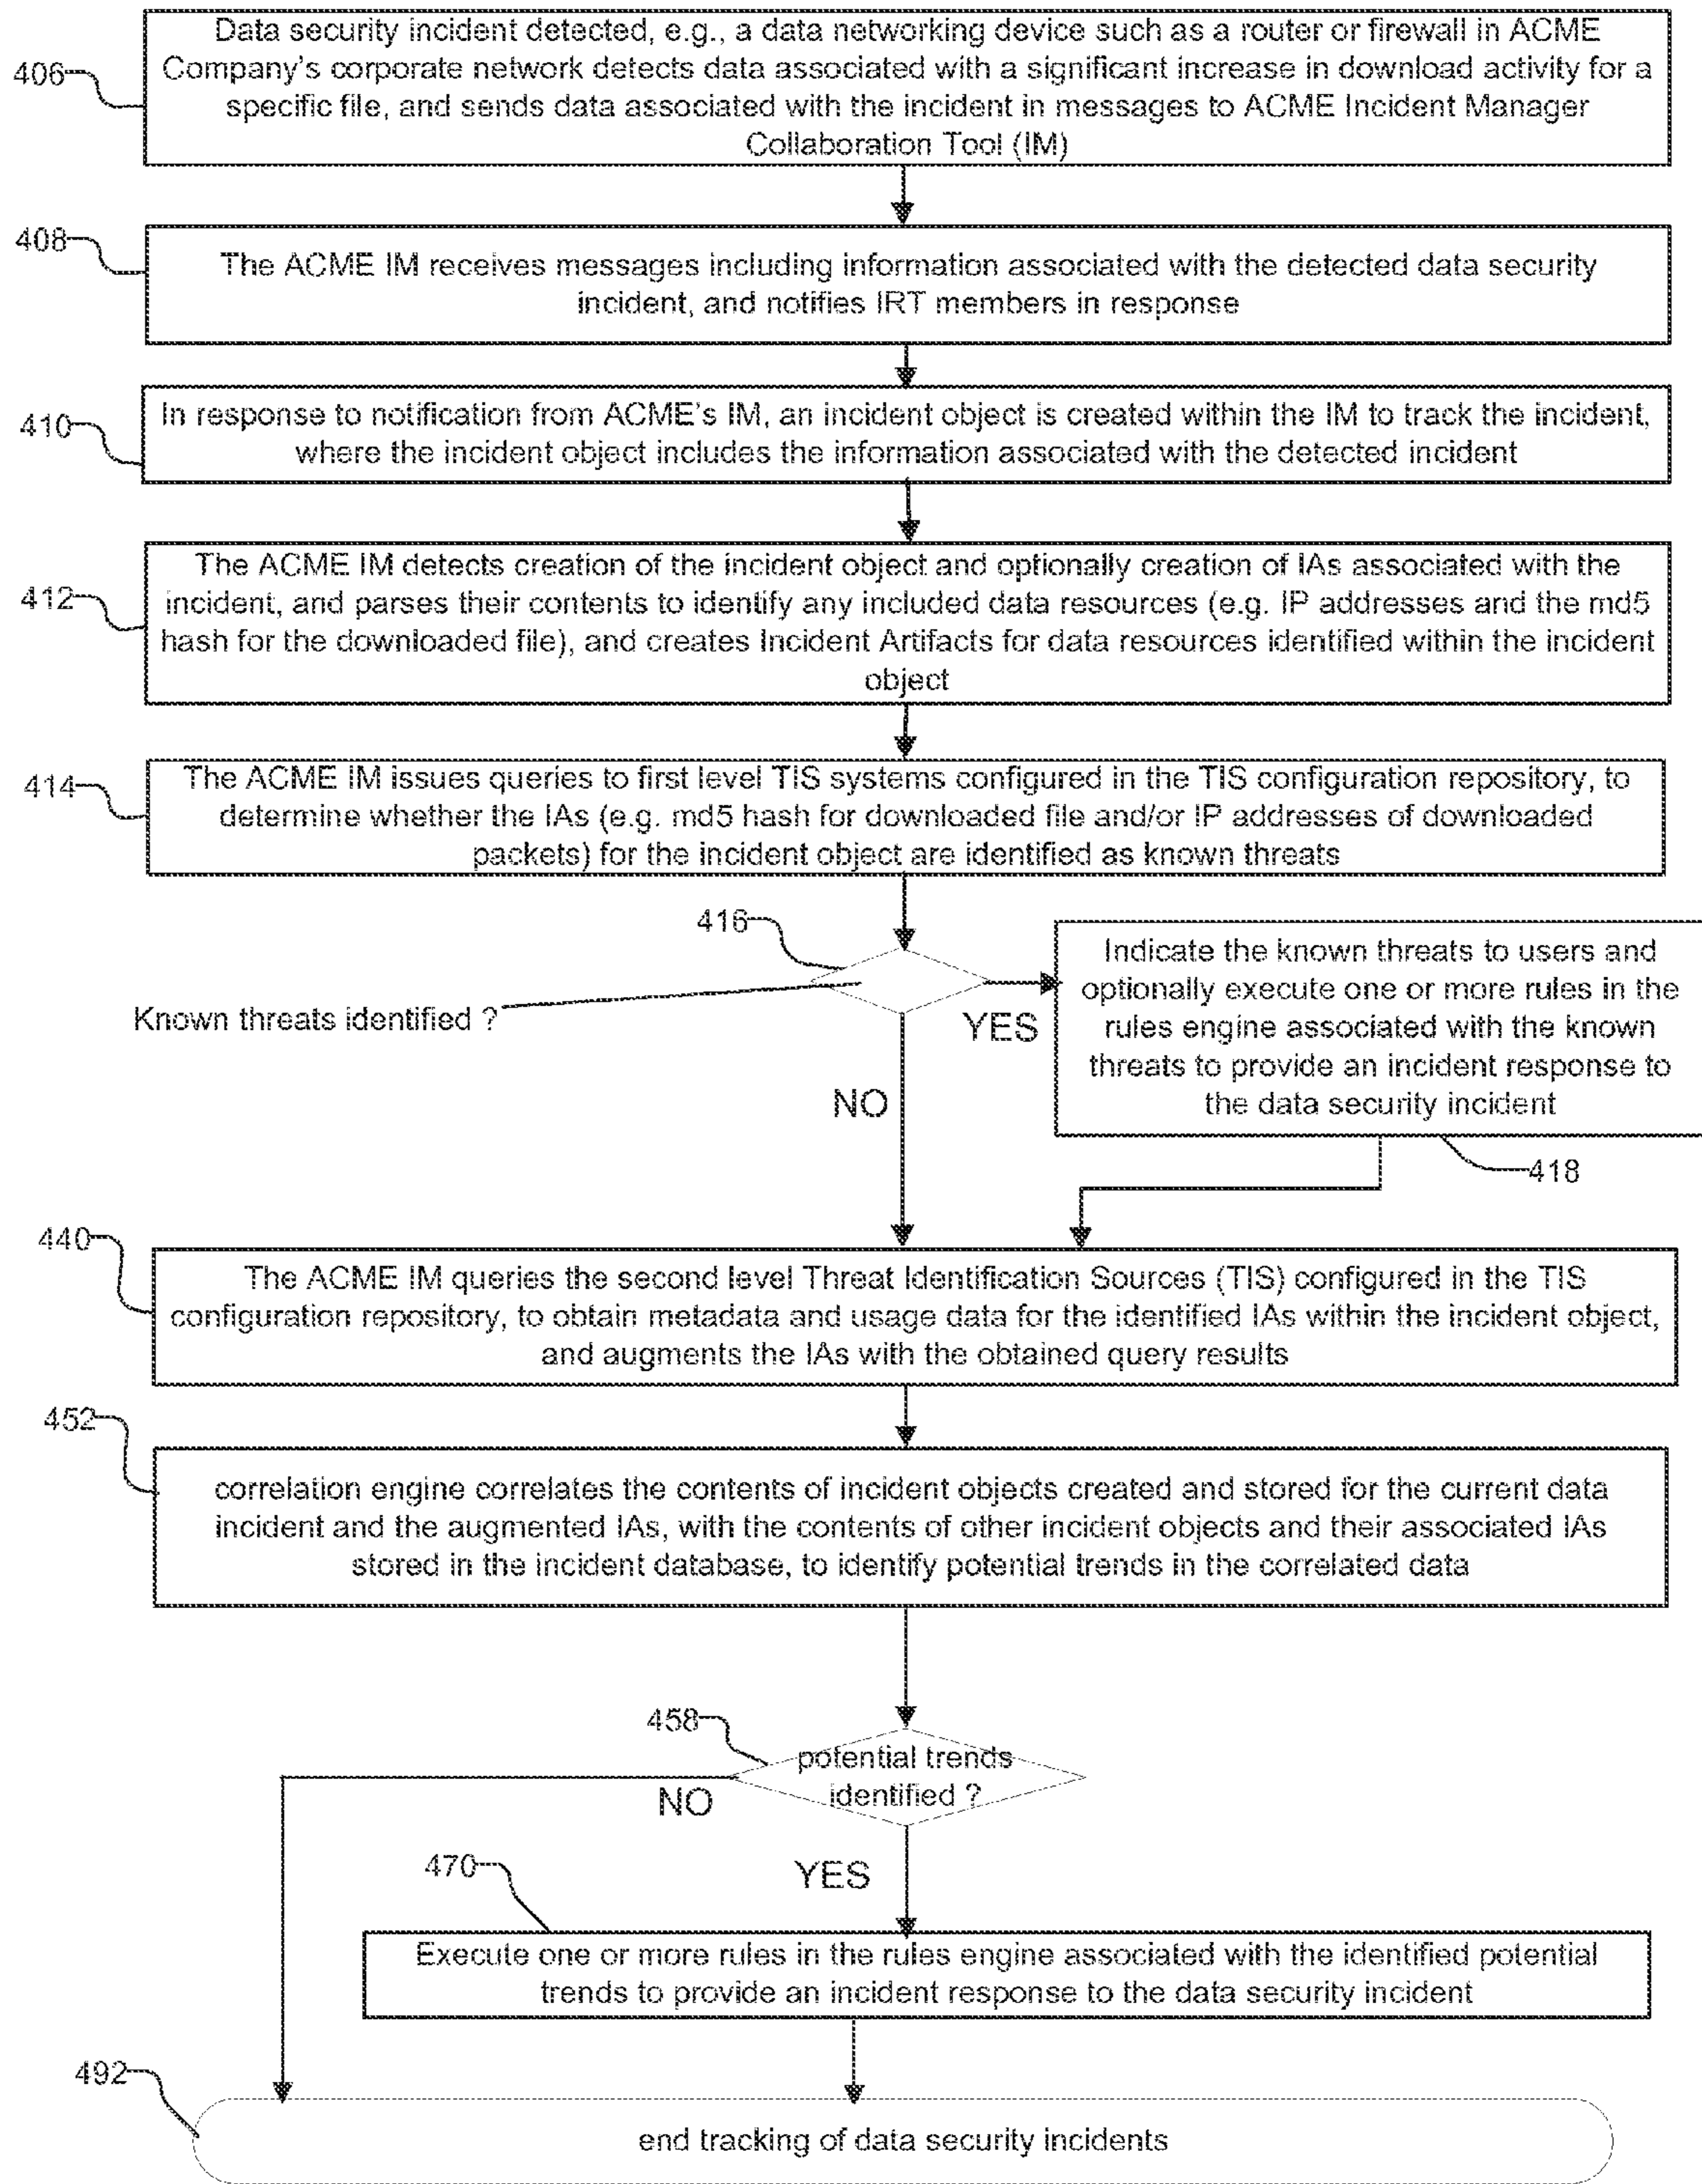 406
Data security incident detected, e.g., a data networking device such as a router or firewall in ACME
Company's corporate network detects data associated with a significant increase in download activity for a
specific file, and sends data associated with the incident in messages to ACME Incident Manager
Collaboration Tool (IM)
408
The ACME IM receives messages including information associated with the detected data security
incident, and notifies IRT members in response
410
In response to notification from ACME's IM, an incident object is created within the IM to track the incident,
where the incident object includes the information associated with the detected incident
412
The ACME IM detects creation of the incident object and optionally creation of IAs associated with the
incident, and parses their contents to identify any included data resources (e.g. IP addresses and the md5
hash for the downloaded file), and creates Incident Artifacts for data resources identified within the incident
object
414
The ACME IM issues queries to first level TIS systems configured in the TIS configuration repository, to
determine whether the IAs (e.g. md5 hash for downloaded file and/or IP addresses of downloaded
packets) for the incident object are identified as known threats
416
Known threats identified ?
YES
NO
Indicate the known threats to users and
optionally execute one or more rules in the
rules engine associated with the known
threats to provide an incident response to
the data security incident
418
440
The ACME IM queries the second level Threat Identification Sources (TIS) configured in the TIS
configuration repository, to obtain metadata and usage data for the identified IAs within the incident object,
and augments the IAs with the obtained query results
452
correlation engine correlates the contents of incident objects created and stored for the current data
incident and the augmented IAs, with the contents of other incident objects and their associated IAs
stored in the incident database, to identify potential trends in the correlated data
458
potential trends
identified ?
NO
YES
470
Execute one or more rules in the rules engine associated with the identified potential
trends to provide an incident response to the data security incident
492
end tracking of data security incidents